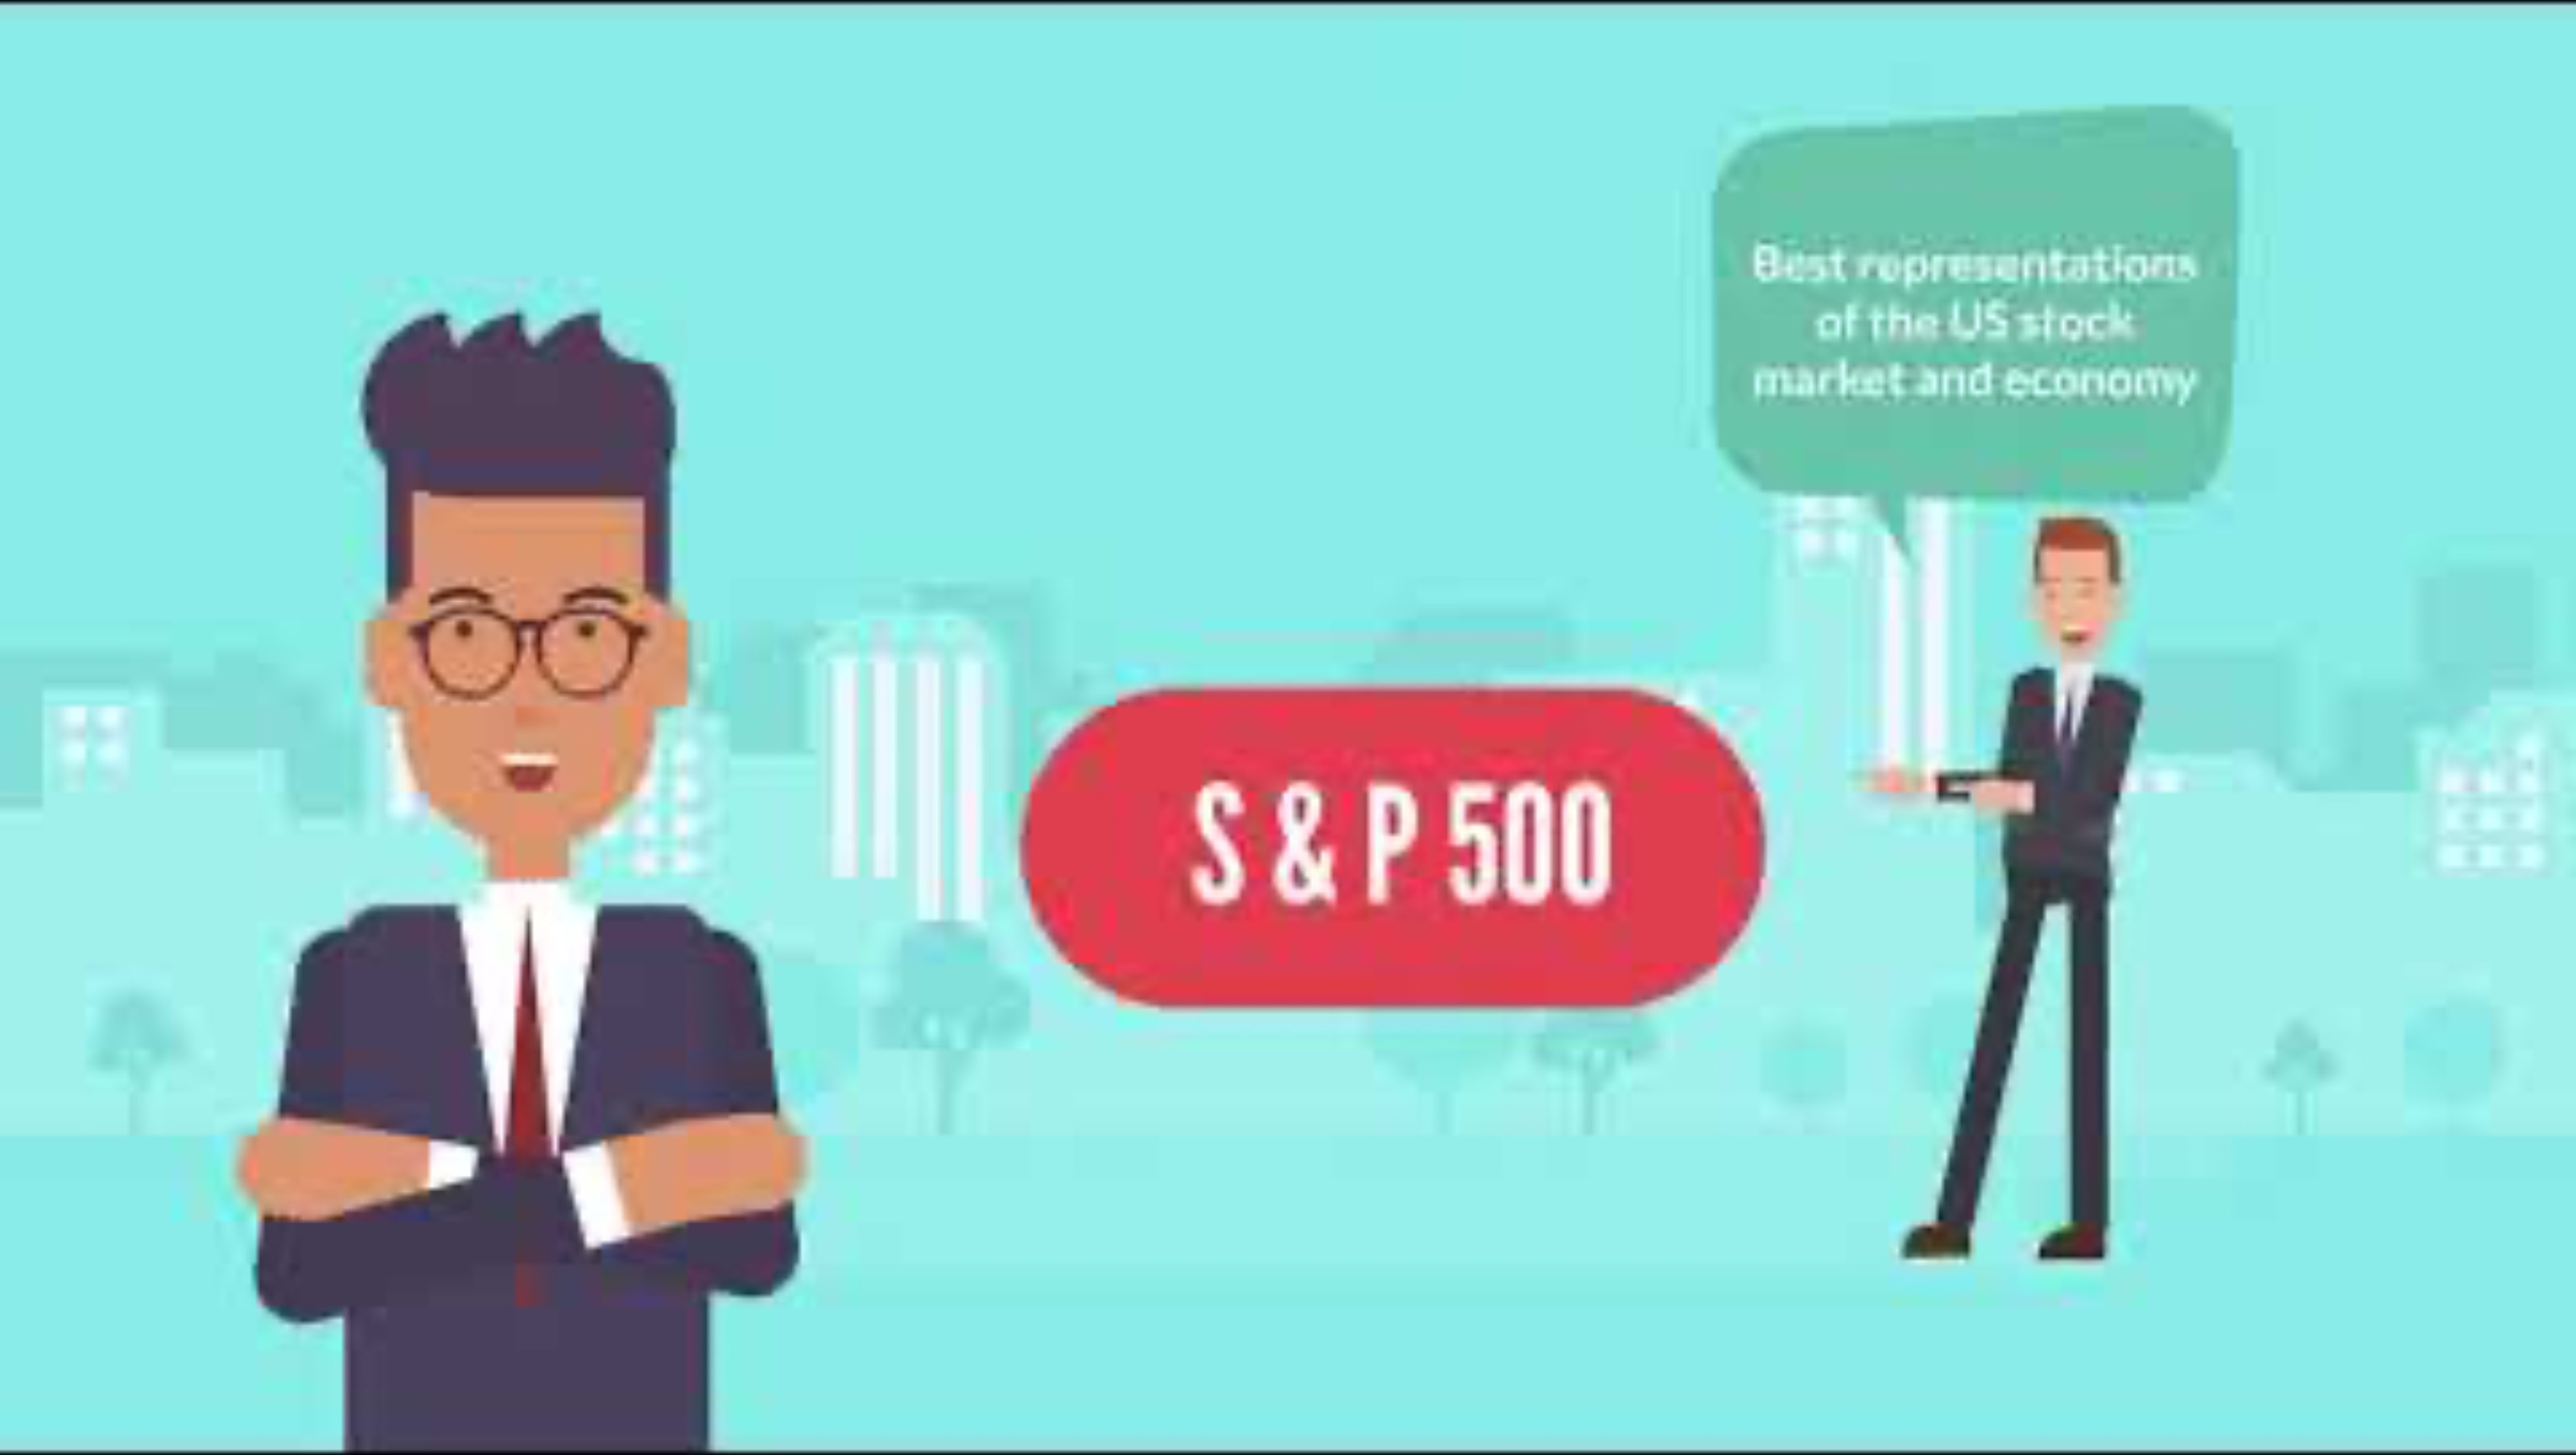 Best representations
of the US stock
market and economy
S & P 500